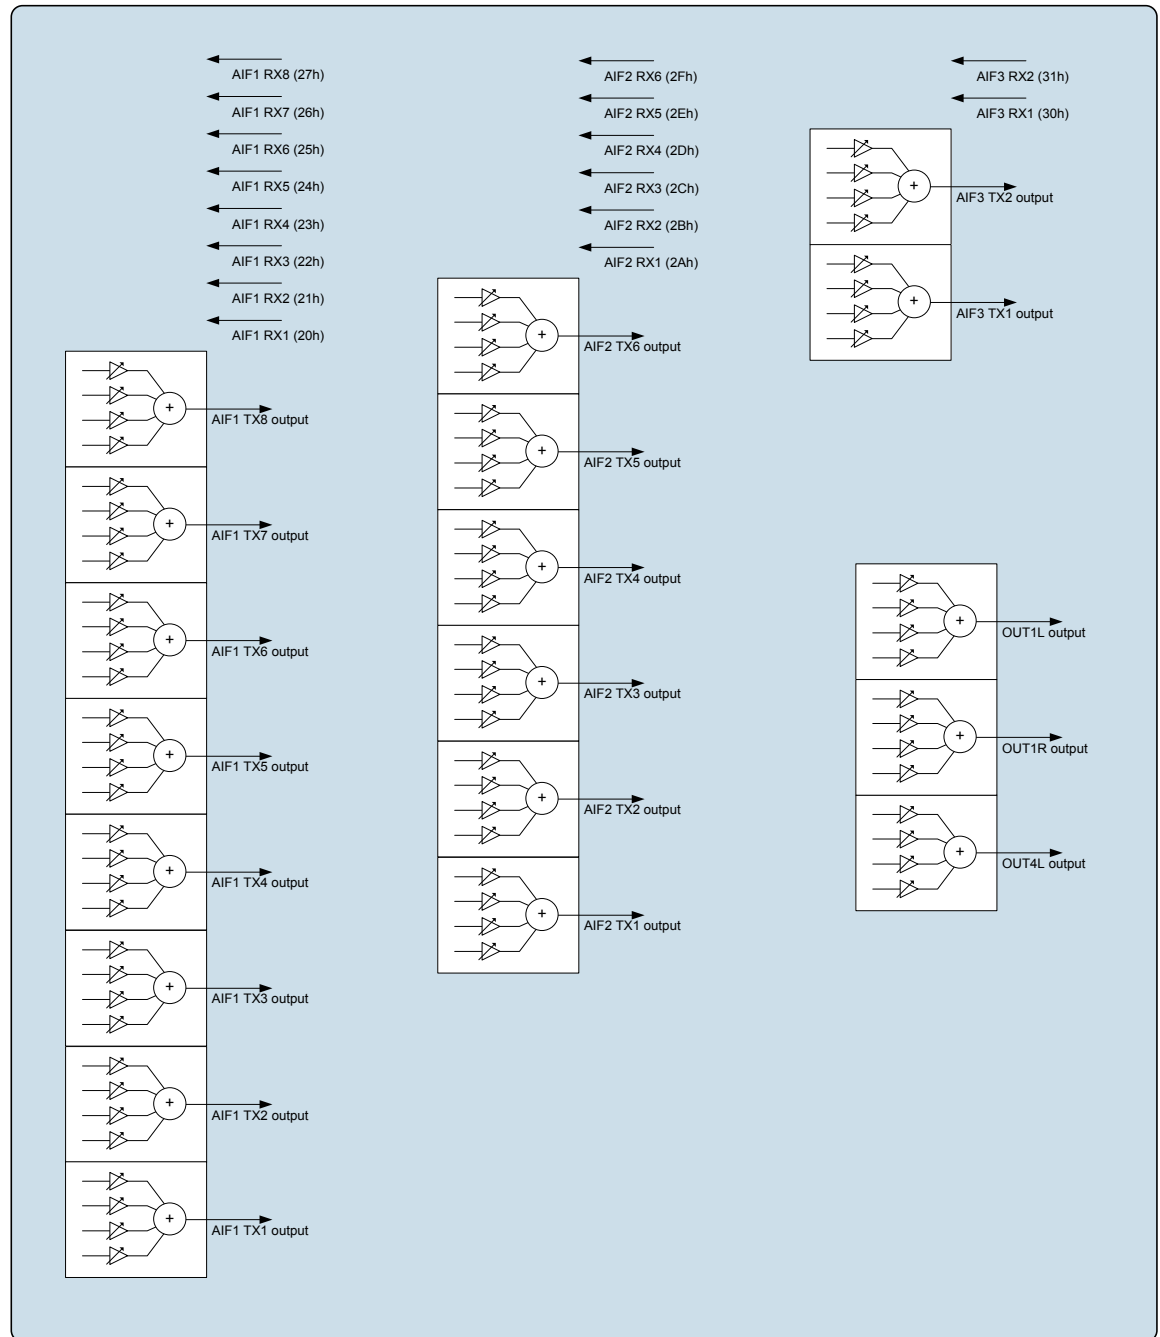 AIF1 RX8 (27h)
AIF1 RX7 (26h)
AIF1 RX6 (25h)
AIF1 RX5 (24h)
AIF1 RX4 (23h)
AIF1 RX3 (22h)
AIF1 RX2 (21h)
AIF1 RX1 (20h)
+
AIF1 TX8 output
+
AIF1 TX7 output
+
AIF1 TX6 output
+
AIF1 TX5 output
+
AIF1 TX4 output
+
AIF1 TX3 output
+
AIF1 TX2 output
+
AIF1 TX1 output
AIF2 RX6 (2Fh)
AIF2 RX5 (2Eh)
AIF2 RX4 (2Dh)
AIF2 RX3 (2Ch)
AIF2 RX2 (2Bh)
AIF2 RX1 (2Ah)
+
AIF2 TX6 output
+
AIF2 TX5 output
+
AIF2 TX4 output
+
AIF2 TX3 output
+
AIF2 TX2 output
+
AIF2 TX1 output
AIF3 RX2 (31h)
AIF3 RX1 (30h)
+
AIF3 TX2 output
+
AIF3 TX1 output
+
OUT1L output
+
OUT1R output
+
OUT4L output